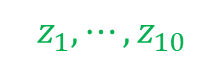 z₁, ⋯ , z₁₀